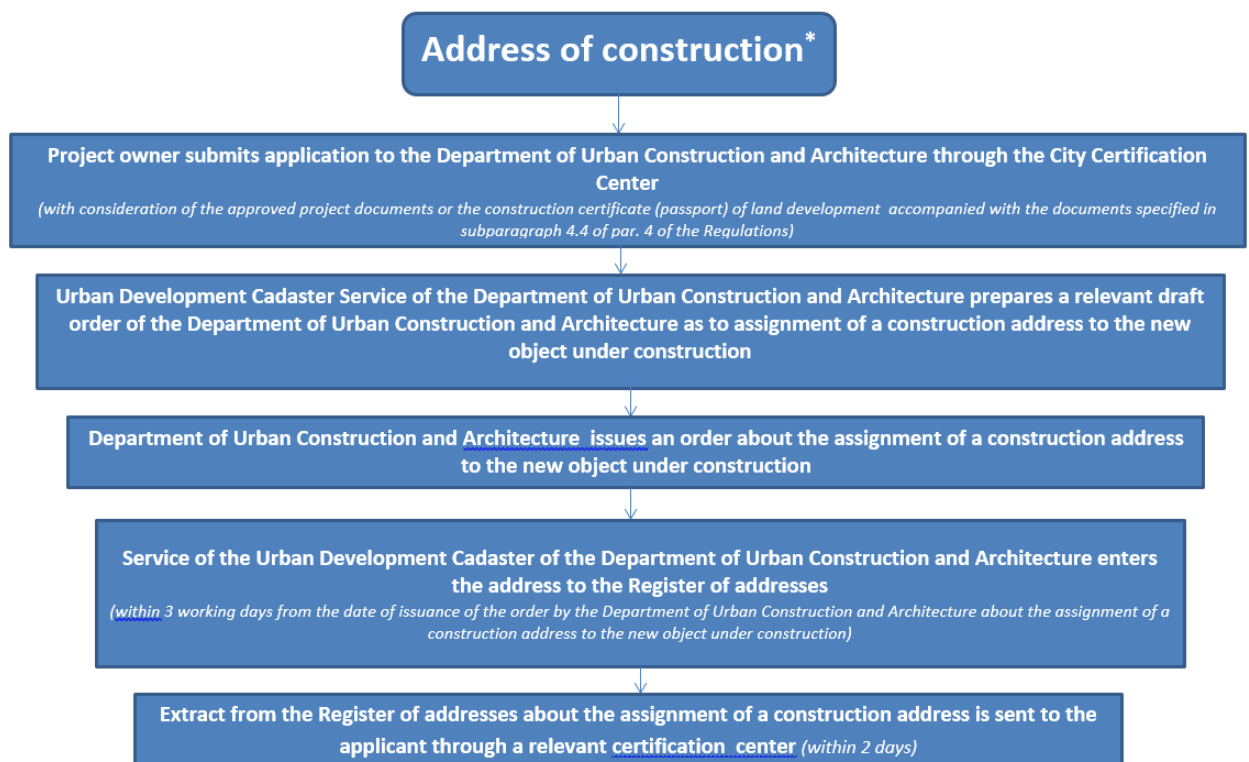 Address of construction*
Project owner submits application to the Department of Urban Construction and Architecture through the City Certification
Center
(with consideration of the approved project documents or the construction certificate (passport) of land development accompanied with the documents specified in
subparagraph 4.4 of par. 4 of the Regulations)
Urban Development Cadaster Service of the Department of Urban Construction and Architecture prepares a relevant draft
order of the Department of Urban Construction and Architecture as to assignment of a construction address to the new
object under construction
Department of Urban Construction and Architecture issues an order about the assignment of a construction address
to the new object under construction
Service of the Urban Development Cadaster of the Department of Urban Construction and Architecture enters
the address to the Register of addresses
(within 3 working days from the date of issuance of the order by the Department of Urban Construction and Architecture about the assignment of a
construction address to the new object under construction)
Extract from the Register of addresses about the assignment of a construction address is sent to the
applicant through a relevant certification center (within 2 days)